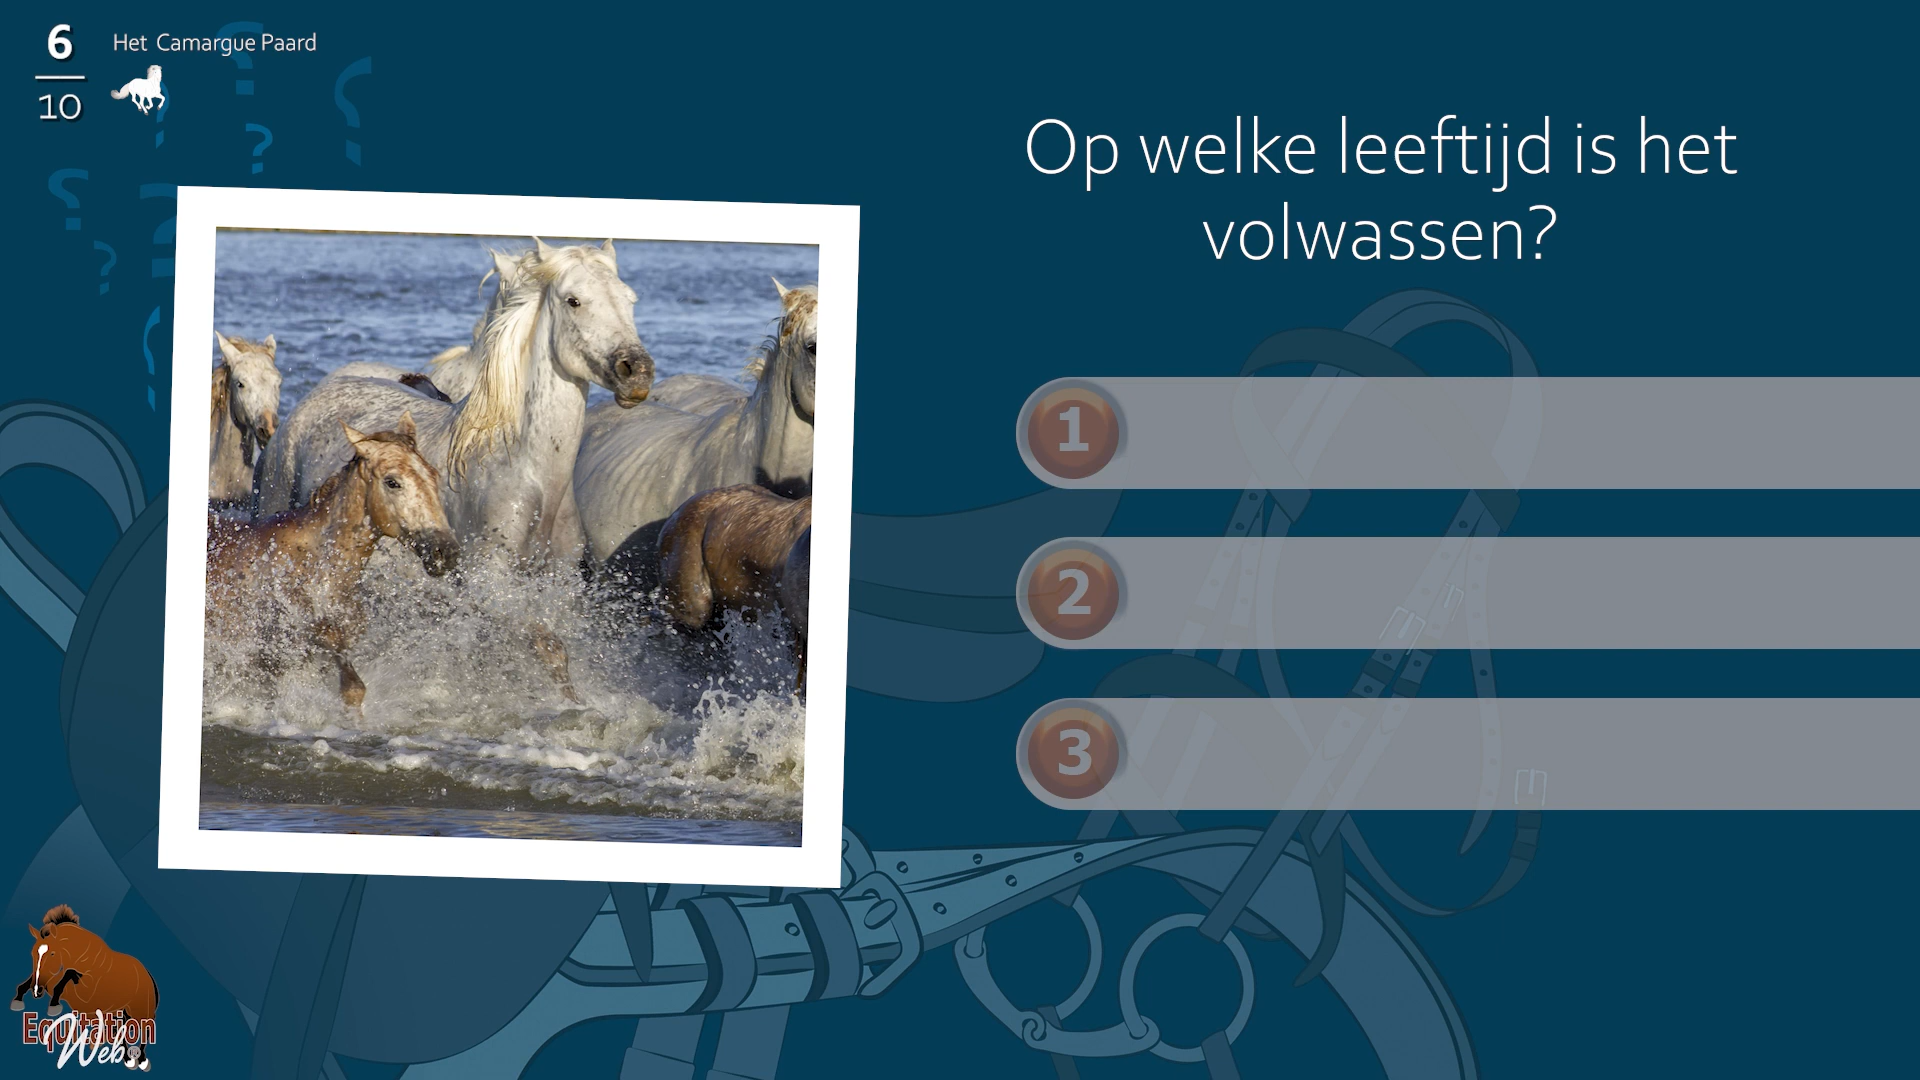 6
10
Het Camargue Paard
Op welke leeftijd is het
volwassen?
1
2
3
Equitation
Web